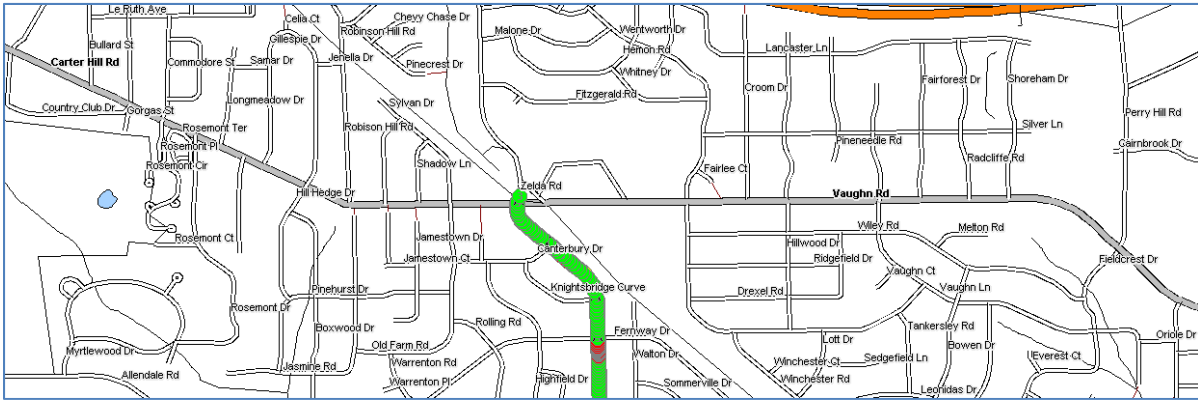 Le Ruth Ave
Celia Ct
Chevy Chase Dr
Robinson Hill Rd
Malone Dr
Wentworth Dr
Gillespie Dr
Bullard St
Hernon Rd
Lancaster Ln
Carter Hill Rd
Commodore St
Samar Dr
Jenella Dr
Pinecrest Dr
Whitney Dr
Fairforest Dr
Shoreham Dr
Croom Dr
Fitzgerald Rd
Longmeadow Dr
Sylvan Dr
Country Club Dr
Gorgas St
Perry Hill Rd
Rosemont Ter
Robison Hill Rd
Silver Ln
Rosemont Pl
Pineneedle Rd
Cairnbrook Dr
Rosemont Cir
Shadow Ln
Fairlee Ct
Radcliffe Rd
Zelda Rd
Hill Hedge Dr
Vaughn Rd
Wiley Rd
Melton Rd
Rosemont Ct
Jamestown Dr
Canterbury Dr
Hillwood Dr
Jamestown Ct
Ridgefield Dr
Fieldcrest Dr
Vaughn Ct
Pinehurst Dr
Knightsbridge Curve
Drexel Rd
Vaughn Ln
Rosemont Dr
Boxwood Dr
Rolling Rd
Fernway Dr
Tankersley Rd
Oriole Dr
Myrtlewood Dr
Old Farm Rd
Lott Dr
Bowen Dr
Walton Dr
Everest Ct
Jasmine Rd
Warrenton Rd
Winchester Ct
Sedgefield Ln
Allendale Rd
Warrenton Pl
Highfield Dr
Sommerville Dr
Winchester Rd
Leonidas Dr